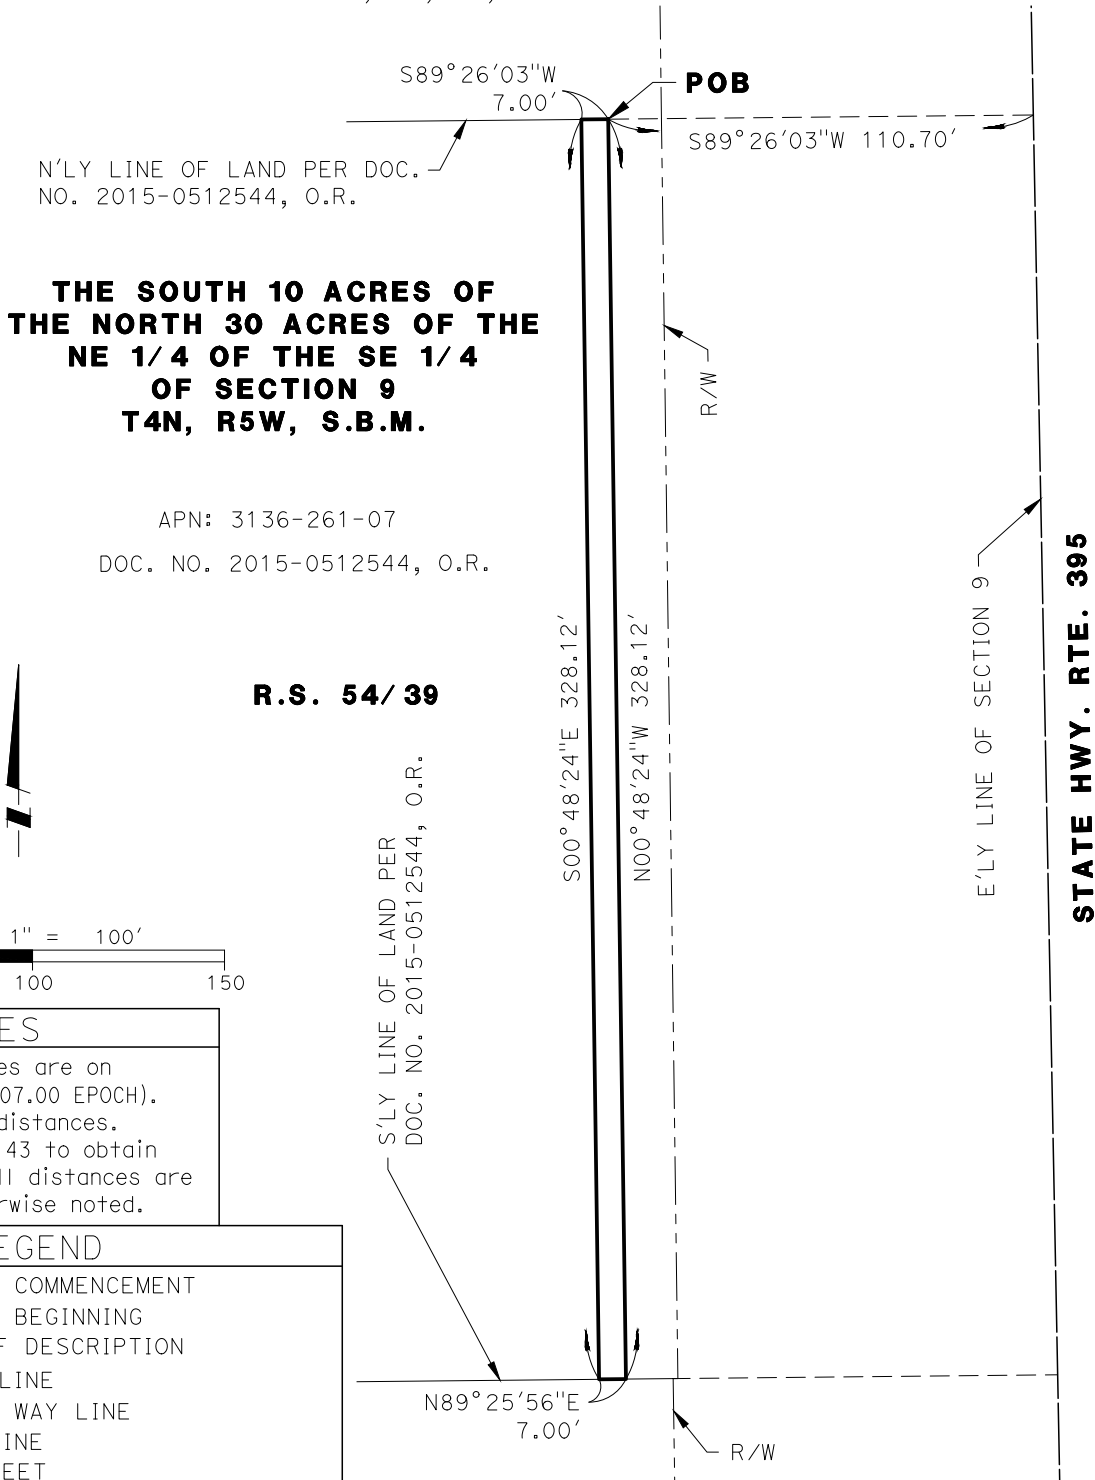 S89°26'03"W
7.00'
POB
S89°26'03"W 110.70'
N'LY LINE OF LAND PER DOC.
NO. 2015-0512544, O.R.
THE SOUTH 10 ACRES OF
THE NORTH 30 ACRES OF THE
NE 1/4 OF THE SE 1/4
OF SECTION 9
T4N, R5W, S.B.M.
R/W
APN: 3136-261-07
DOC. NO. 2015-0512544, O.R.
R.S. 54/39
S00°48'24"E 328.12'
N00°48'24"W 328.12'
E'LY LINE OF SECTION 9
STATE HWY. RTE. 395
S'LY LINE OF LAND PER
DOC. NO. 2015-0512544, O.R.
1" = 100'
100 150
ES
es are on
07.00 EPOCH).
distances.
43 to obtain
ll distances are
rwise noted.
EGEND
COMMENCEMENT
BEGINNING
F DESCRIPTION
LINE
WAY LINE
INE
EET
N89°25'56"E
7.00'
R/W